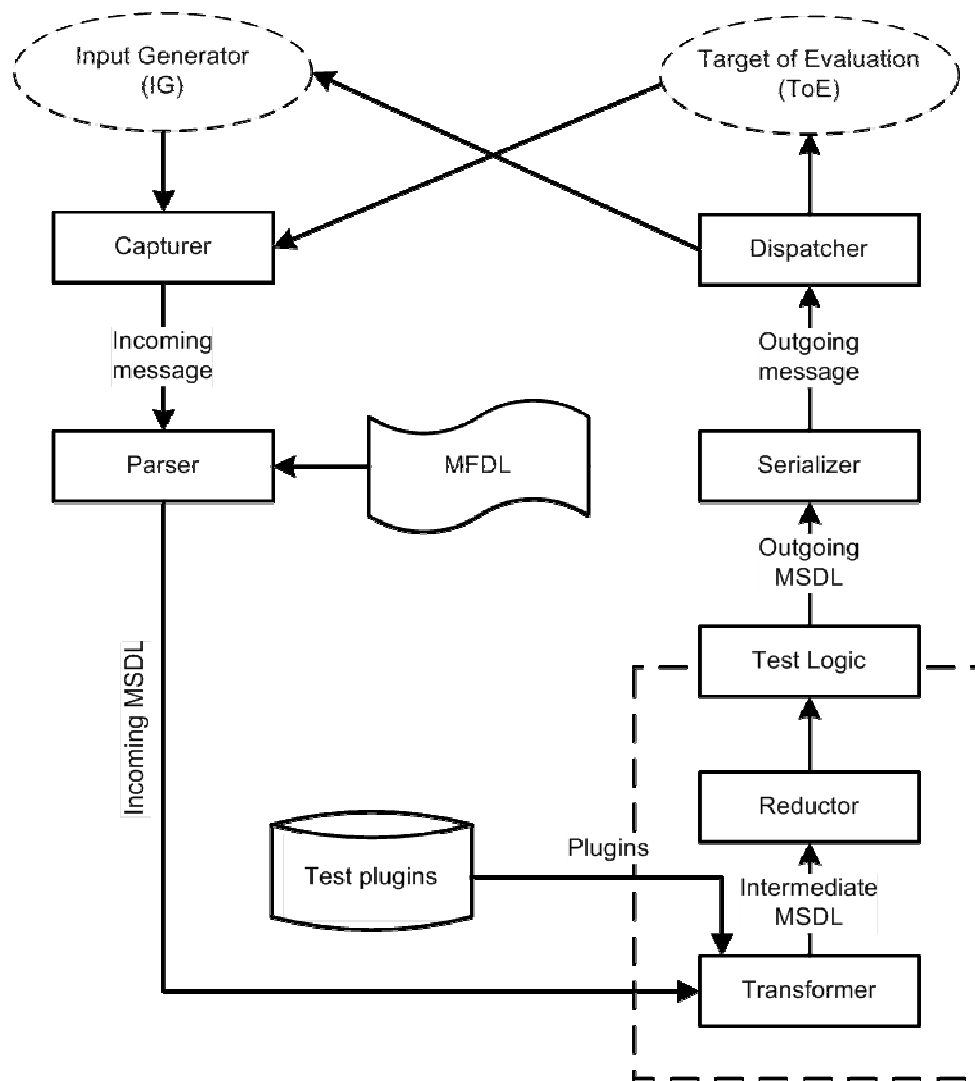 Input Generator
(IG)
Target of Evaluation
(ToE)
Capturer
Dispatcher
Incoming
message
Outgoing
message
Parser
MFDL
Serializer
Outgoing
MSDL
Incoming MSDL
Test Logic
Reductor
Test plugins
Plugins
Intermediate
MSDL
Transformer